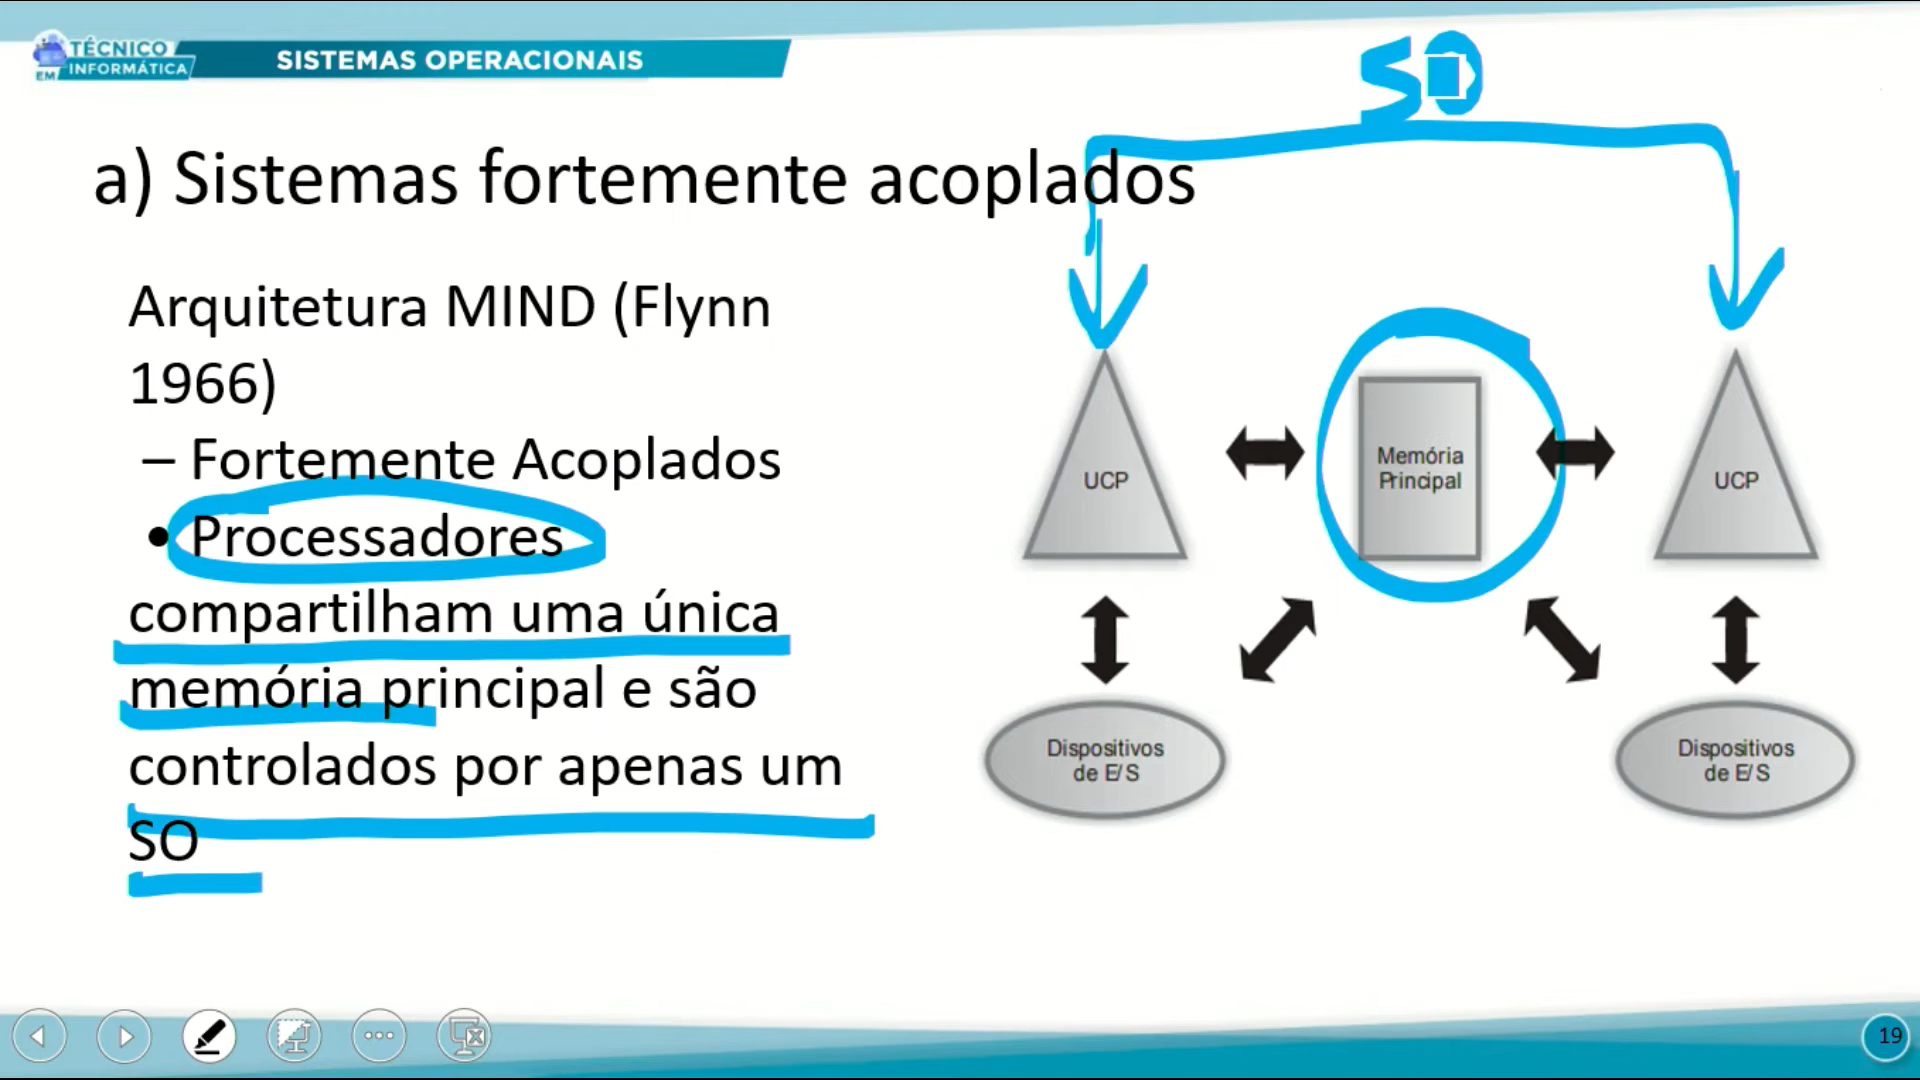 TÉCNICO
EM INFORMÁTICA
SISTEMAS OPERACIONAIS
SO
a) Sistemas fortemente acoplados
Arquitetura MIND (Flynn
1966)
– Fortemente Acoplados
• Processadores
compartilham uma única
memória principal e são
controlados por apenas um
SO
UCP
Memória
Principal
UCP
Dispositivos
de E/S
Dispositivos
de E/S
19